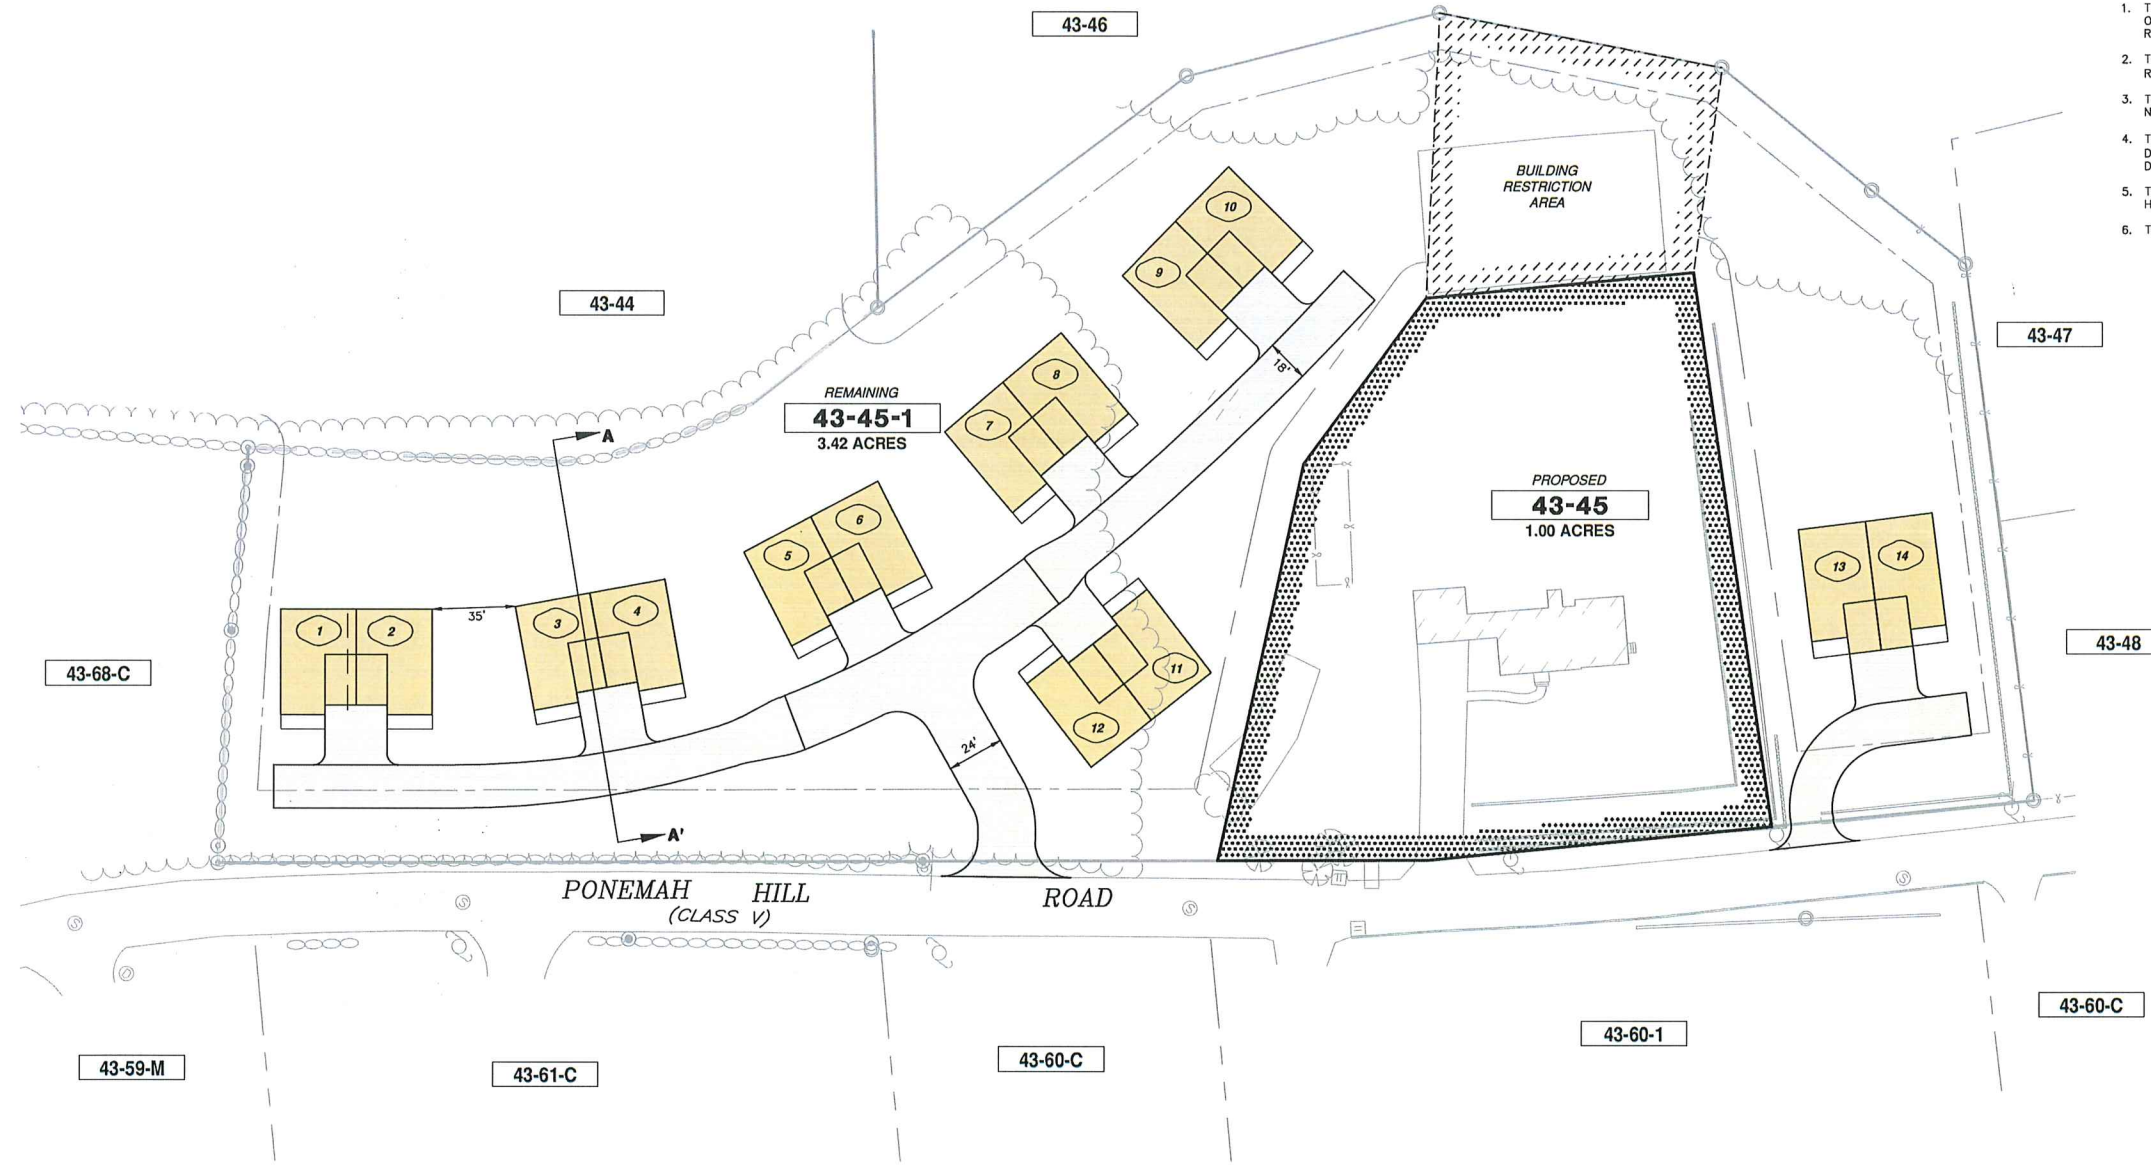 43-46
1. T
O
R
2. T
R
3. T
N
4. T
D
D
5. T
H
6. T
BUILDING
RESTRICTION
AREA
10
9
43-44
43-47
18'
8
7
REMAINING
43-45-1
3.42 ACRES
A
PROPOSED
43-45
1.00 ACRES
6
5
13
14
35'
1
2
3
4
43-68-C
43-48
11
12
24'
A'
PONEMAH HILL ROAD
(CLASS V)
S
S
S
S
D
43-60-C
43-60-1
43-59-M
43-61-C
43-60-C